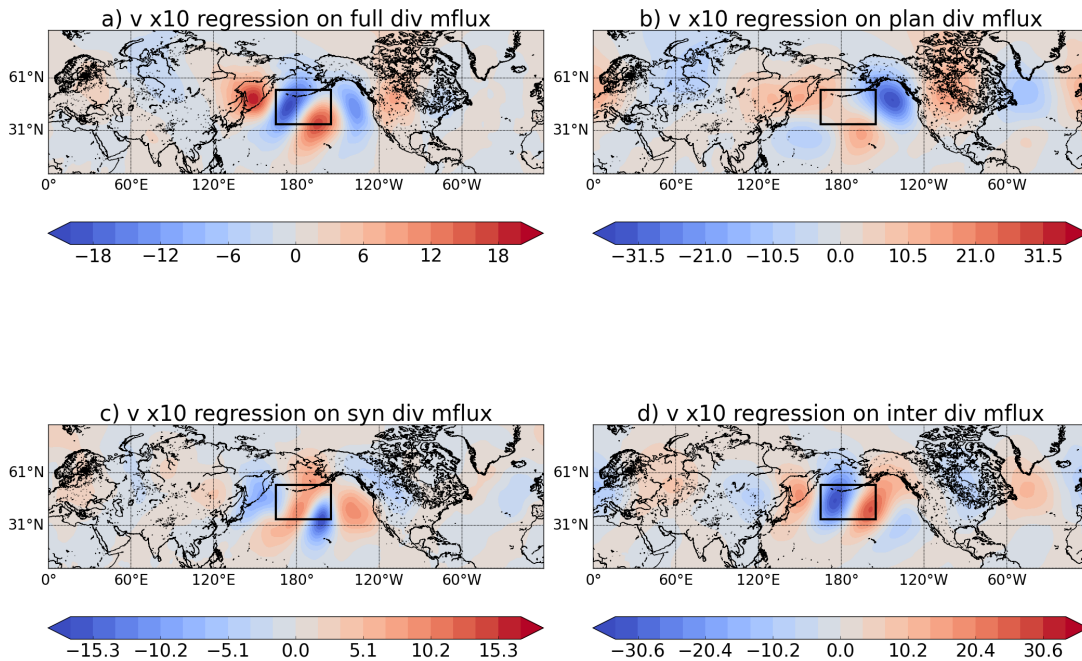 a) v x10 regression on full div mflux
61°N
31°N
0° 60°E 120°E 180° 120°W 60°W
−18 −12 −6 0 6 12 18
b) v x10 regression on plan div mflux
61°N
31°N
0° 60°E 120°E 180° 120°W 60°W
−31.5 −21.0 −10.5 0.0 10.5 21.0 31.5
c) v x10 regression on syn div mflux
61°N
31°N
0° 60°E 120°E 180° 120°W 60°W
−15.3 −10.2 −5.1 0.0 5.1 10.2 15.3
d) v x10 regression on inter div mflux
61°N
31°N
0° 60°E 120°E 180° 120°W 60°W
−30.6 −20.4 −10.2 0.0 10.2 20.4 30.6